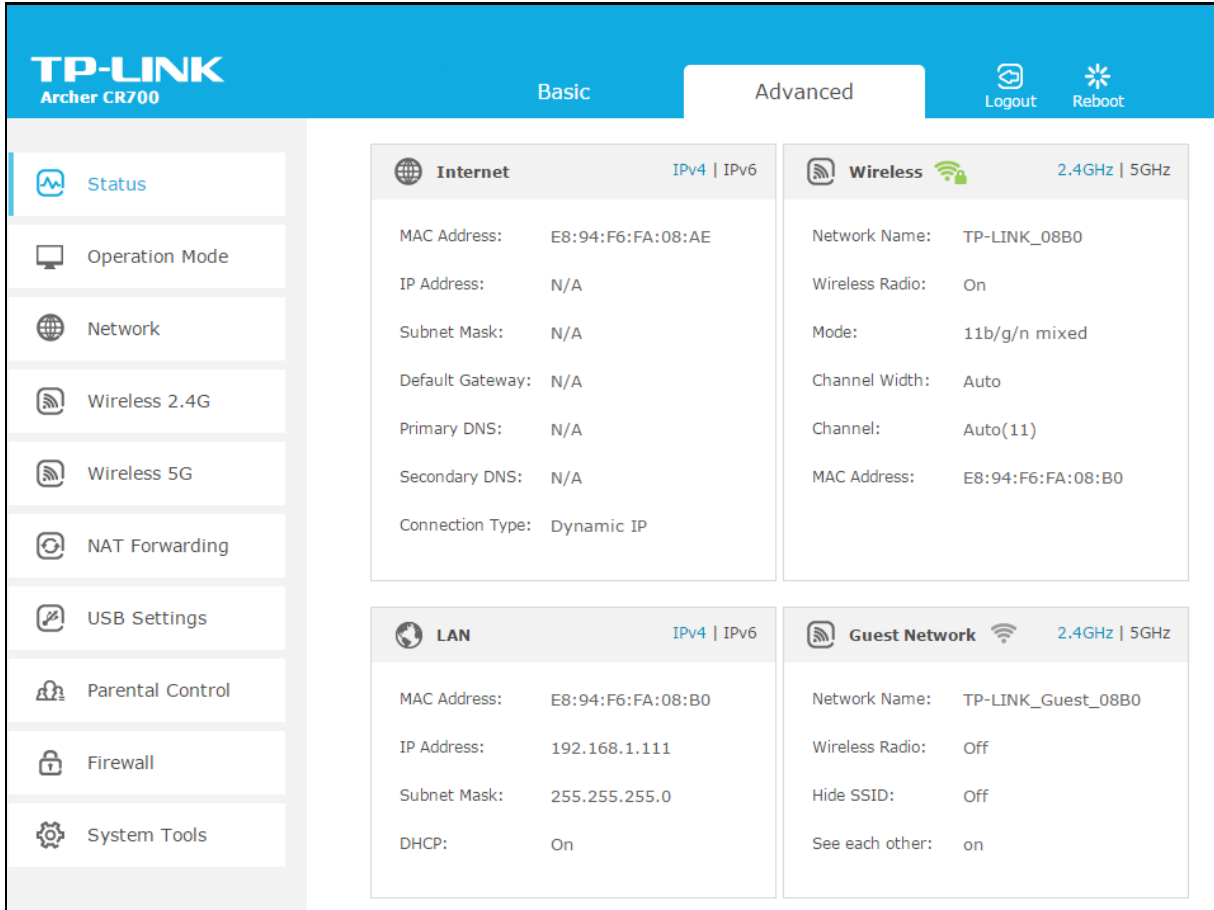 TP-LINK
Archer CR700
Basic
Advanced
Logout
Reboot
Status
Operation Mode
Network
Wireless 2.4G
Wireless 5G
NAT Forwarding
USB Settings
Parental Control
Firewall
System Tools
Internet IPv4 | IPv6
MAC Address: E8:94:F6:FA:08:AE
IP Address: N/A
Subnet Mask: N/A
Default Gateway: N/A
Primary DNS: N/A
Secondary DNS: N/A
Connection Type: Dynamic IP
Wireless 2.4GHz | 5GHz
Network Name: TP-LINK_08B0
Wireless Radio: On
Mode: 11b/g/n mixed
Channel Width: Auto
Channel: Auto(11)
MAC Address: E8:94:F6:FA:08:B0
LAN IPv4 | IPv6
MAC Address: E8:94:F6:FA:08:B0
IP Address: 192.168.1.111
Subnet Mask: 255.255.255.0
DHCP: On
Guest Network 2.4GHz | 5GHz
Network Name: TP-LINK_Guest_08B0
Wireless Radio: Off
Hide SSID: Off
See each other: on